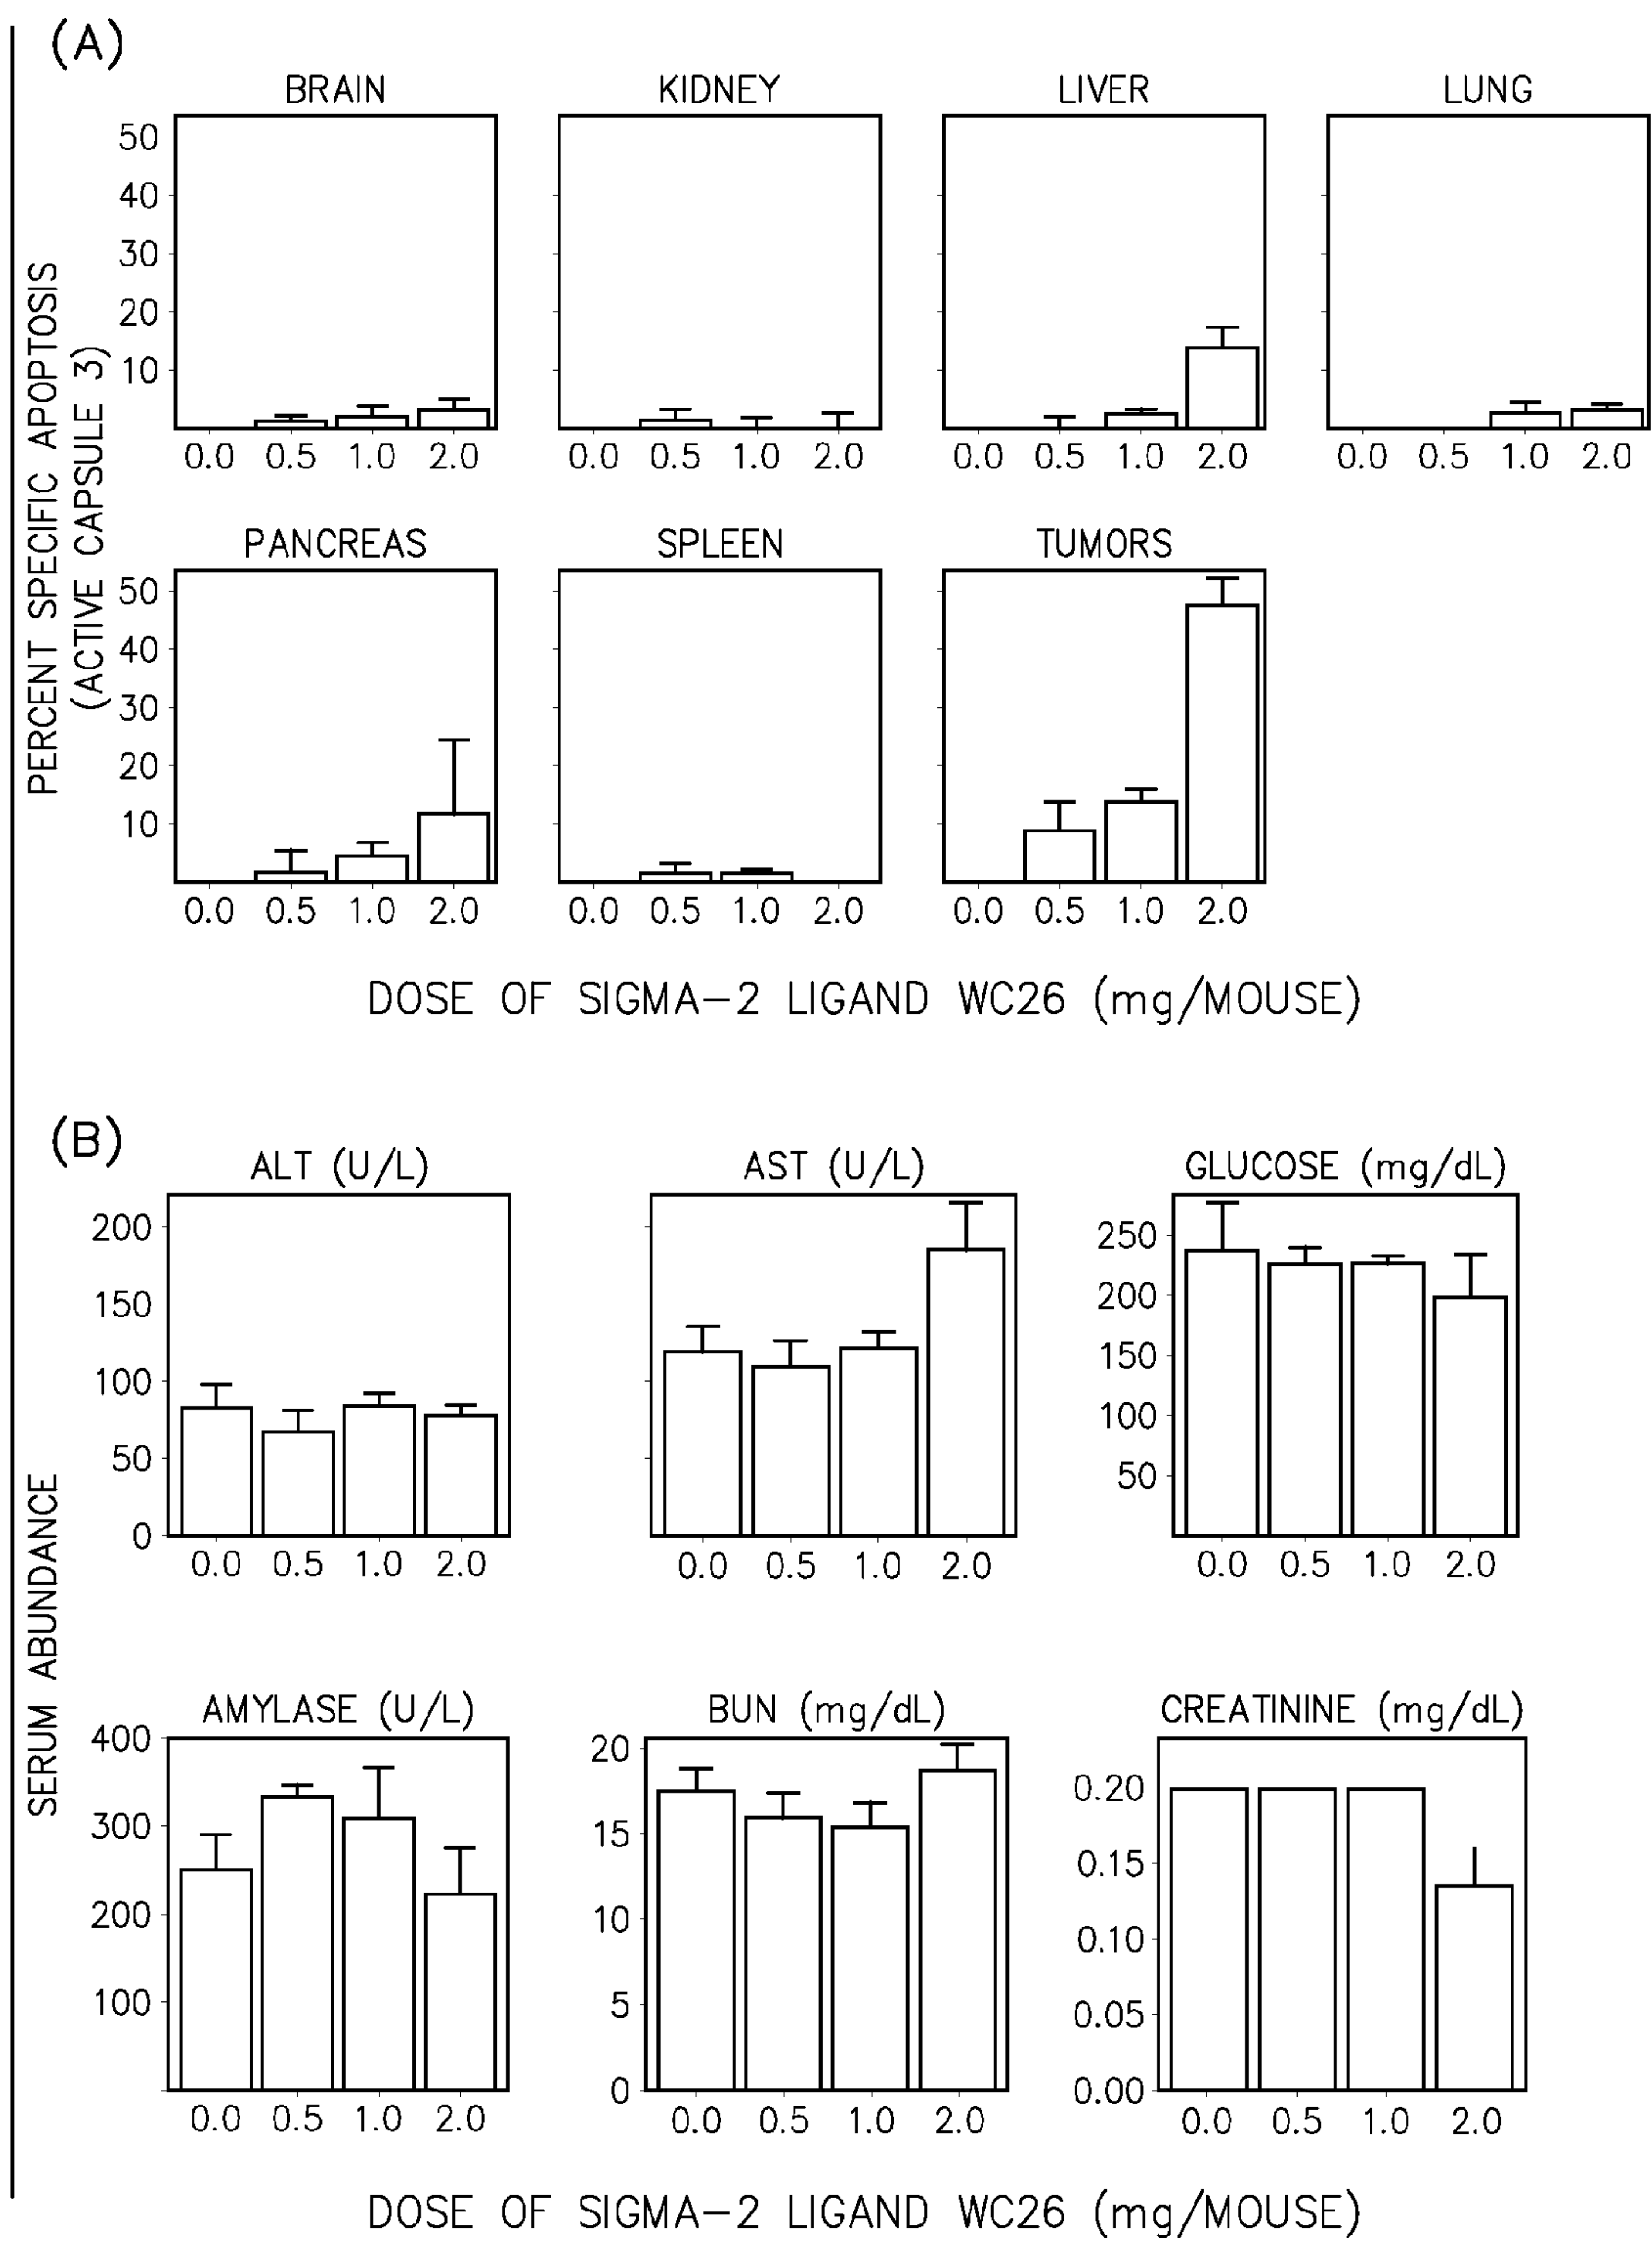 (A)
BRAIN KIDNEY LIVER LUNG
PERCENT SPECIFIC APOPTOSIS
(ACTIVE CAPSULE 3)
50
40
30
20
10
0.0 0.5 1.0 2.0 0.0 0.5 1.0 2.0 0.0 0.5 1.0 2.0 0.0 0.5 1.0 2.0
PANCREAS SPLEEN TUMORS
50
40
30
20
10
0.0 0.5 1.0 2.0 0.0 0.5 1.0 2.0 0.0 0.5 1.0 2.0
DOSE OF SIGMA-2 LIGAND WC26 (mg/MOUSE)
(B)
SERUM ABUNDANCE
ALT (U/L) AST (U/L) GLUCOSE (mg/dL)
200
150
100
50
0
250
200
150
100
50
0.0 0.5 1.0 2.0 0.0 0.5 1.0 2.0 0.0 0.5 1.0 2.0
AMYLASE (U/L) BUN (mg/dL) CREATININE (mg/dL)
400
300
200
100
20
15
10
5
0
0.20
0.15
0.10
0.05
0.00
0.0 0.5 1.0 2.0 0.0 0.5 1.0 2.0 0.0 0.5 1.0 2.0
DOSE OF SIGMA-2 LIGAND WC26 (mg/MOUSE)